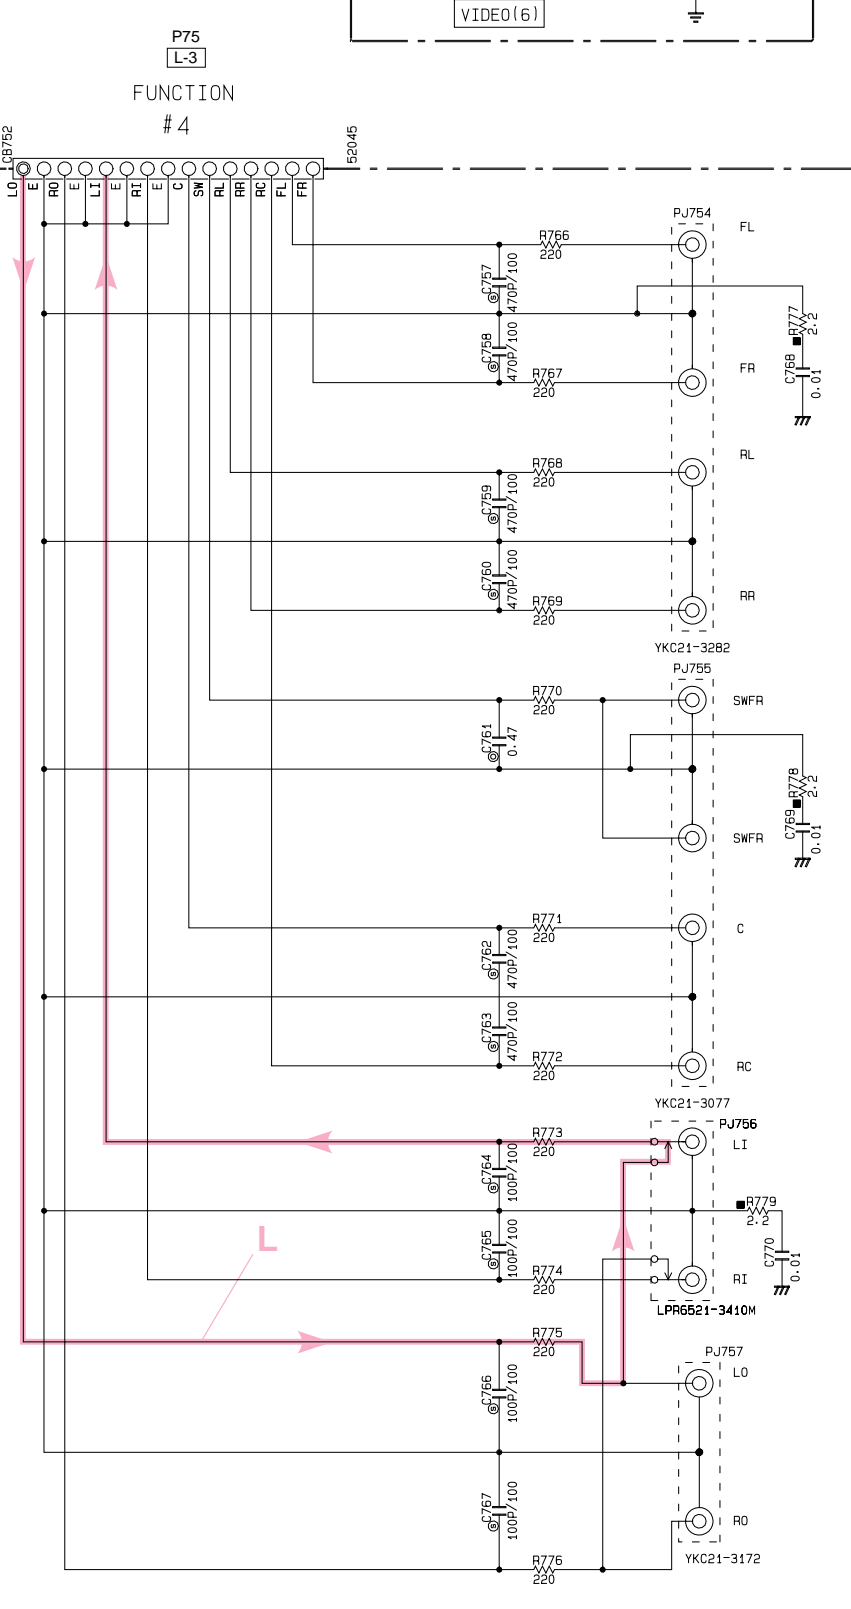 VIDEO(6)
P75
L-3
FUNCTION
#4
CB752
52045
LO
E
RO
E
LI
E
RI
E
C
SW
RL
RR
RC
FL
FR
PJ754
FL
R766
220
C757
470P/100
S
R777
2.2
C758
470P/100
S
C768
0.01
FR
R767
220
RL
R768
220
C759
470P/100
S
C760
470P/100
S
RR
R769
220
YKC21-3282
PJ755
R770
220
SWFR
C761
0.47
R778
2.2
C769
0.01
SWFR
R771
220
C
C762
470P/100
S
C763
470P/100
S
R772
220
RC
YKC21-3077
PJ756
R773
220
LI
C764
100P/100
S
R779
2.2
L
C765
100P/100
S
C770
0.01
R774
220
RI
LPR6521-3410M
R775
220
PJ757
LO
C766
100P/100
S
C767
100P/100
S
RO
R776
220
YKC21-3172